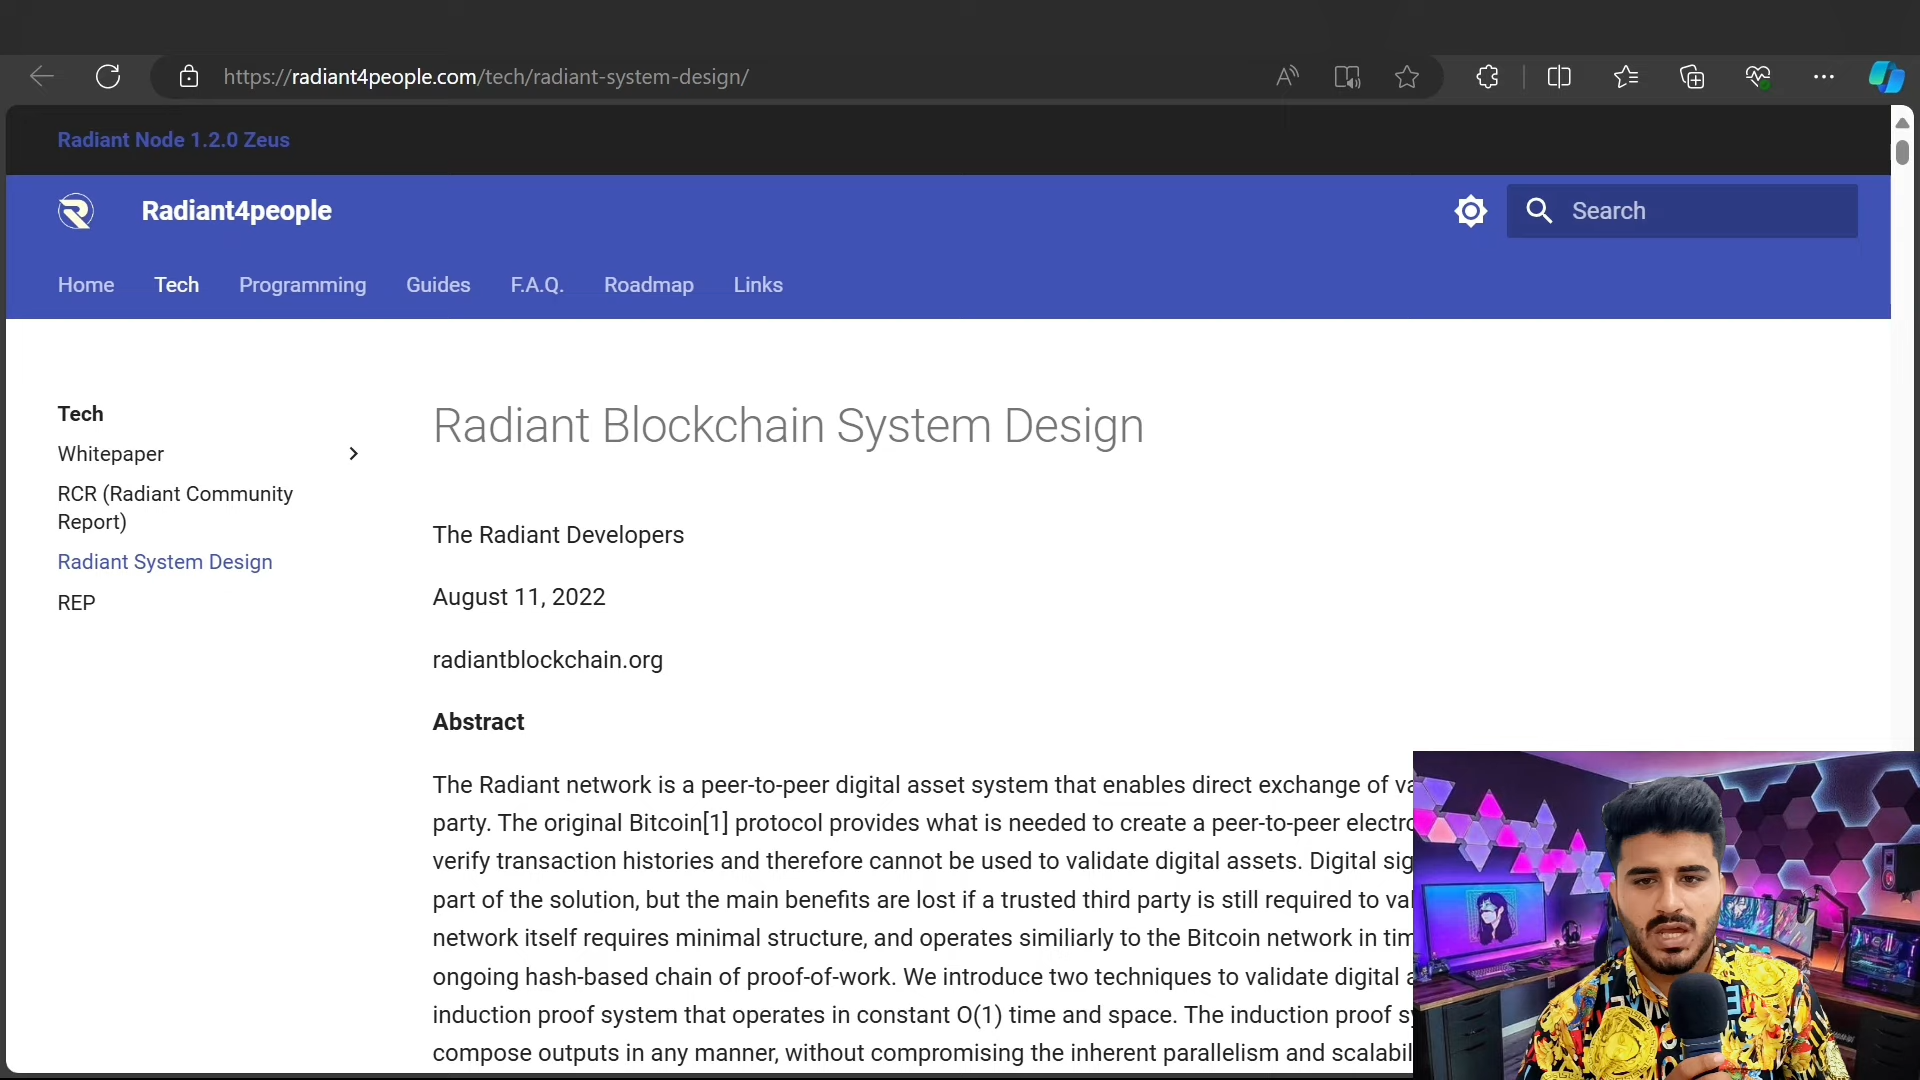 https://radiant4people.com/tech/radiant-system-design/
Radiant Node 1.2.0 Zeus
Radiant4people
Search
Home Tech Programming Guides F.A.Q. Roadmap Links
Tech
Whitepaper
RCR (Radiant Community
Report)
Radiant System Design
REP
Radiant Blockchain System Design
The Radiant Developers
August 11, 2022
radiantblockchain.org
Abstract
The Radiant network is a peer-to-peer digital asset system that enables direct exchange of va
party. The original Bitcoin[1] protocol provides what is needed to create a peer-to-peer electro
verify transaction histories and therefore cannot be used to validate digital assets. Digital sig
part of the solution, but the main benefits are lost if a trusted third party is still required to val
network itself requires minimal structure, and operates similiarly to the Bitcoin network in tim
ongoing hash-based chain of proof-of-work. We introduce two techniques to validate digital a
induction proof system that operates in constant O(1) time and space. The induction proof sy
compose outputs in any manner, without compromising the inherent parallelism and scalabil